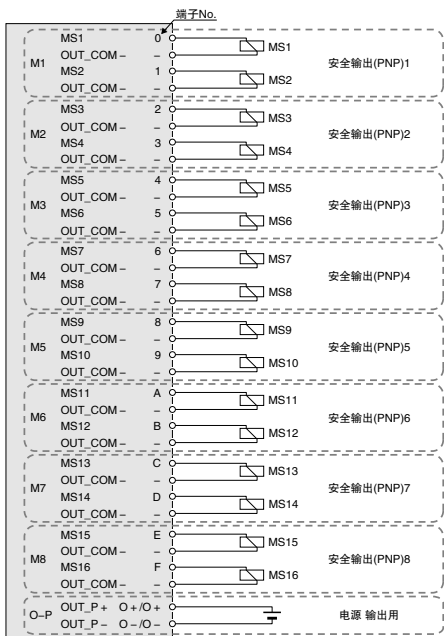 端子No.
MS1 0 MS1
OUT_COM – –
M1 安全输出(PNP)1
MS2 1 MS2
OUT_COM – –
MS3 2 MS3
OUT_COM – –
M2 安全输出(PNP)2
MS4 3 MS4
OUT_COM – –
MS5 4 MS5
OUT_COM – –
M3 安全输出(PNP)3
MS6 5 MS6
OUT_COM – –
MS7 6 MS7
OUT_COM – –
M4 安全输出(PNP)4
MS8 7 MS8
OUT_COM – –
MS9 8 MS9
OUT_COM – –
M5 安全输出(PNP)5
MS10 9 MS10
OUT_COM – –
MS11 A MS11
OUT_COM – –
M6 安全输出(PNP)6
MS12 B MS12
OUT_COM – –
MS13 C MS13
OUT_COM – –
M7 安全输出(PNP)7
MS14 D MS14
OUT_COM – –
MS15 E MS15
OUT_COM – –
M8 安全输出(PNP)8
MS16 F MS16
OUT_COM – –
OUT_P + O +/O +
O–P 电源 输出用
OUT_P – O –/O –